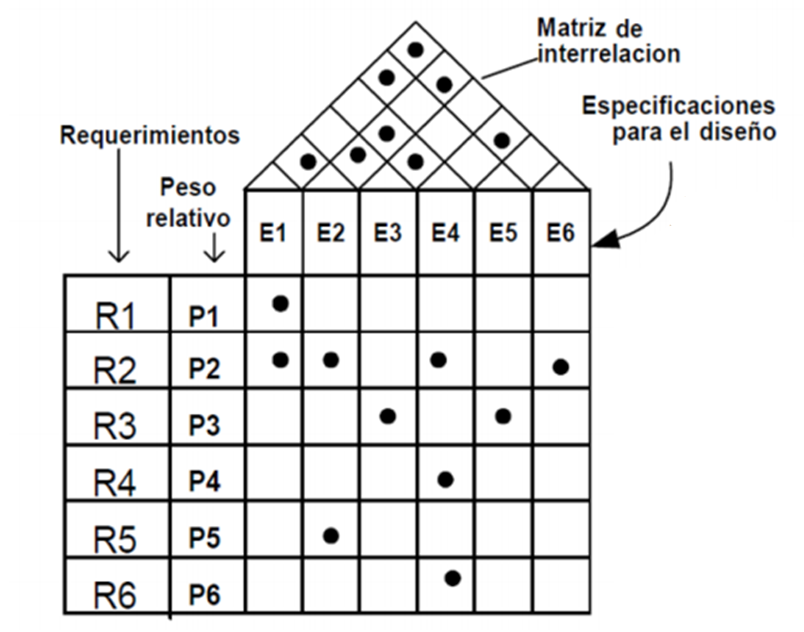 Matriz de
interrelacion
Especificaciones
para el diseño
Requerimientos
Peso
relativo
E1 E2 E3 E4 E5 E6
R1 P1
R2 P2
R3 P3
R4 P4
R5 P5
R6 P6